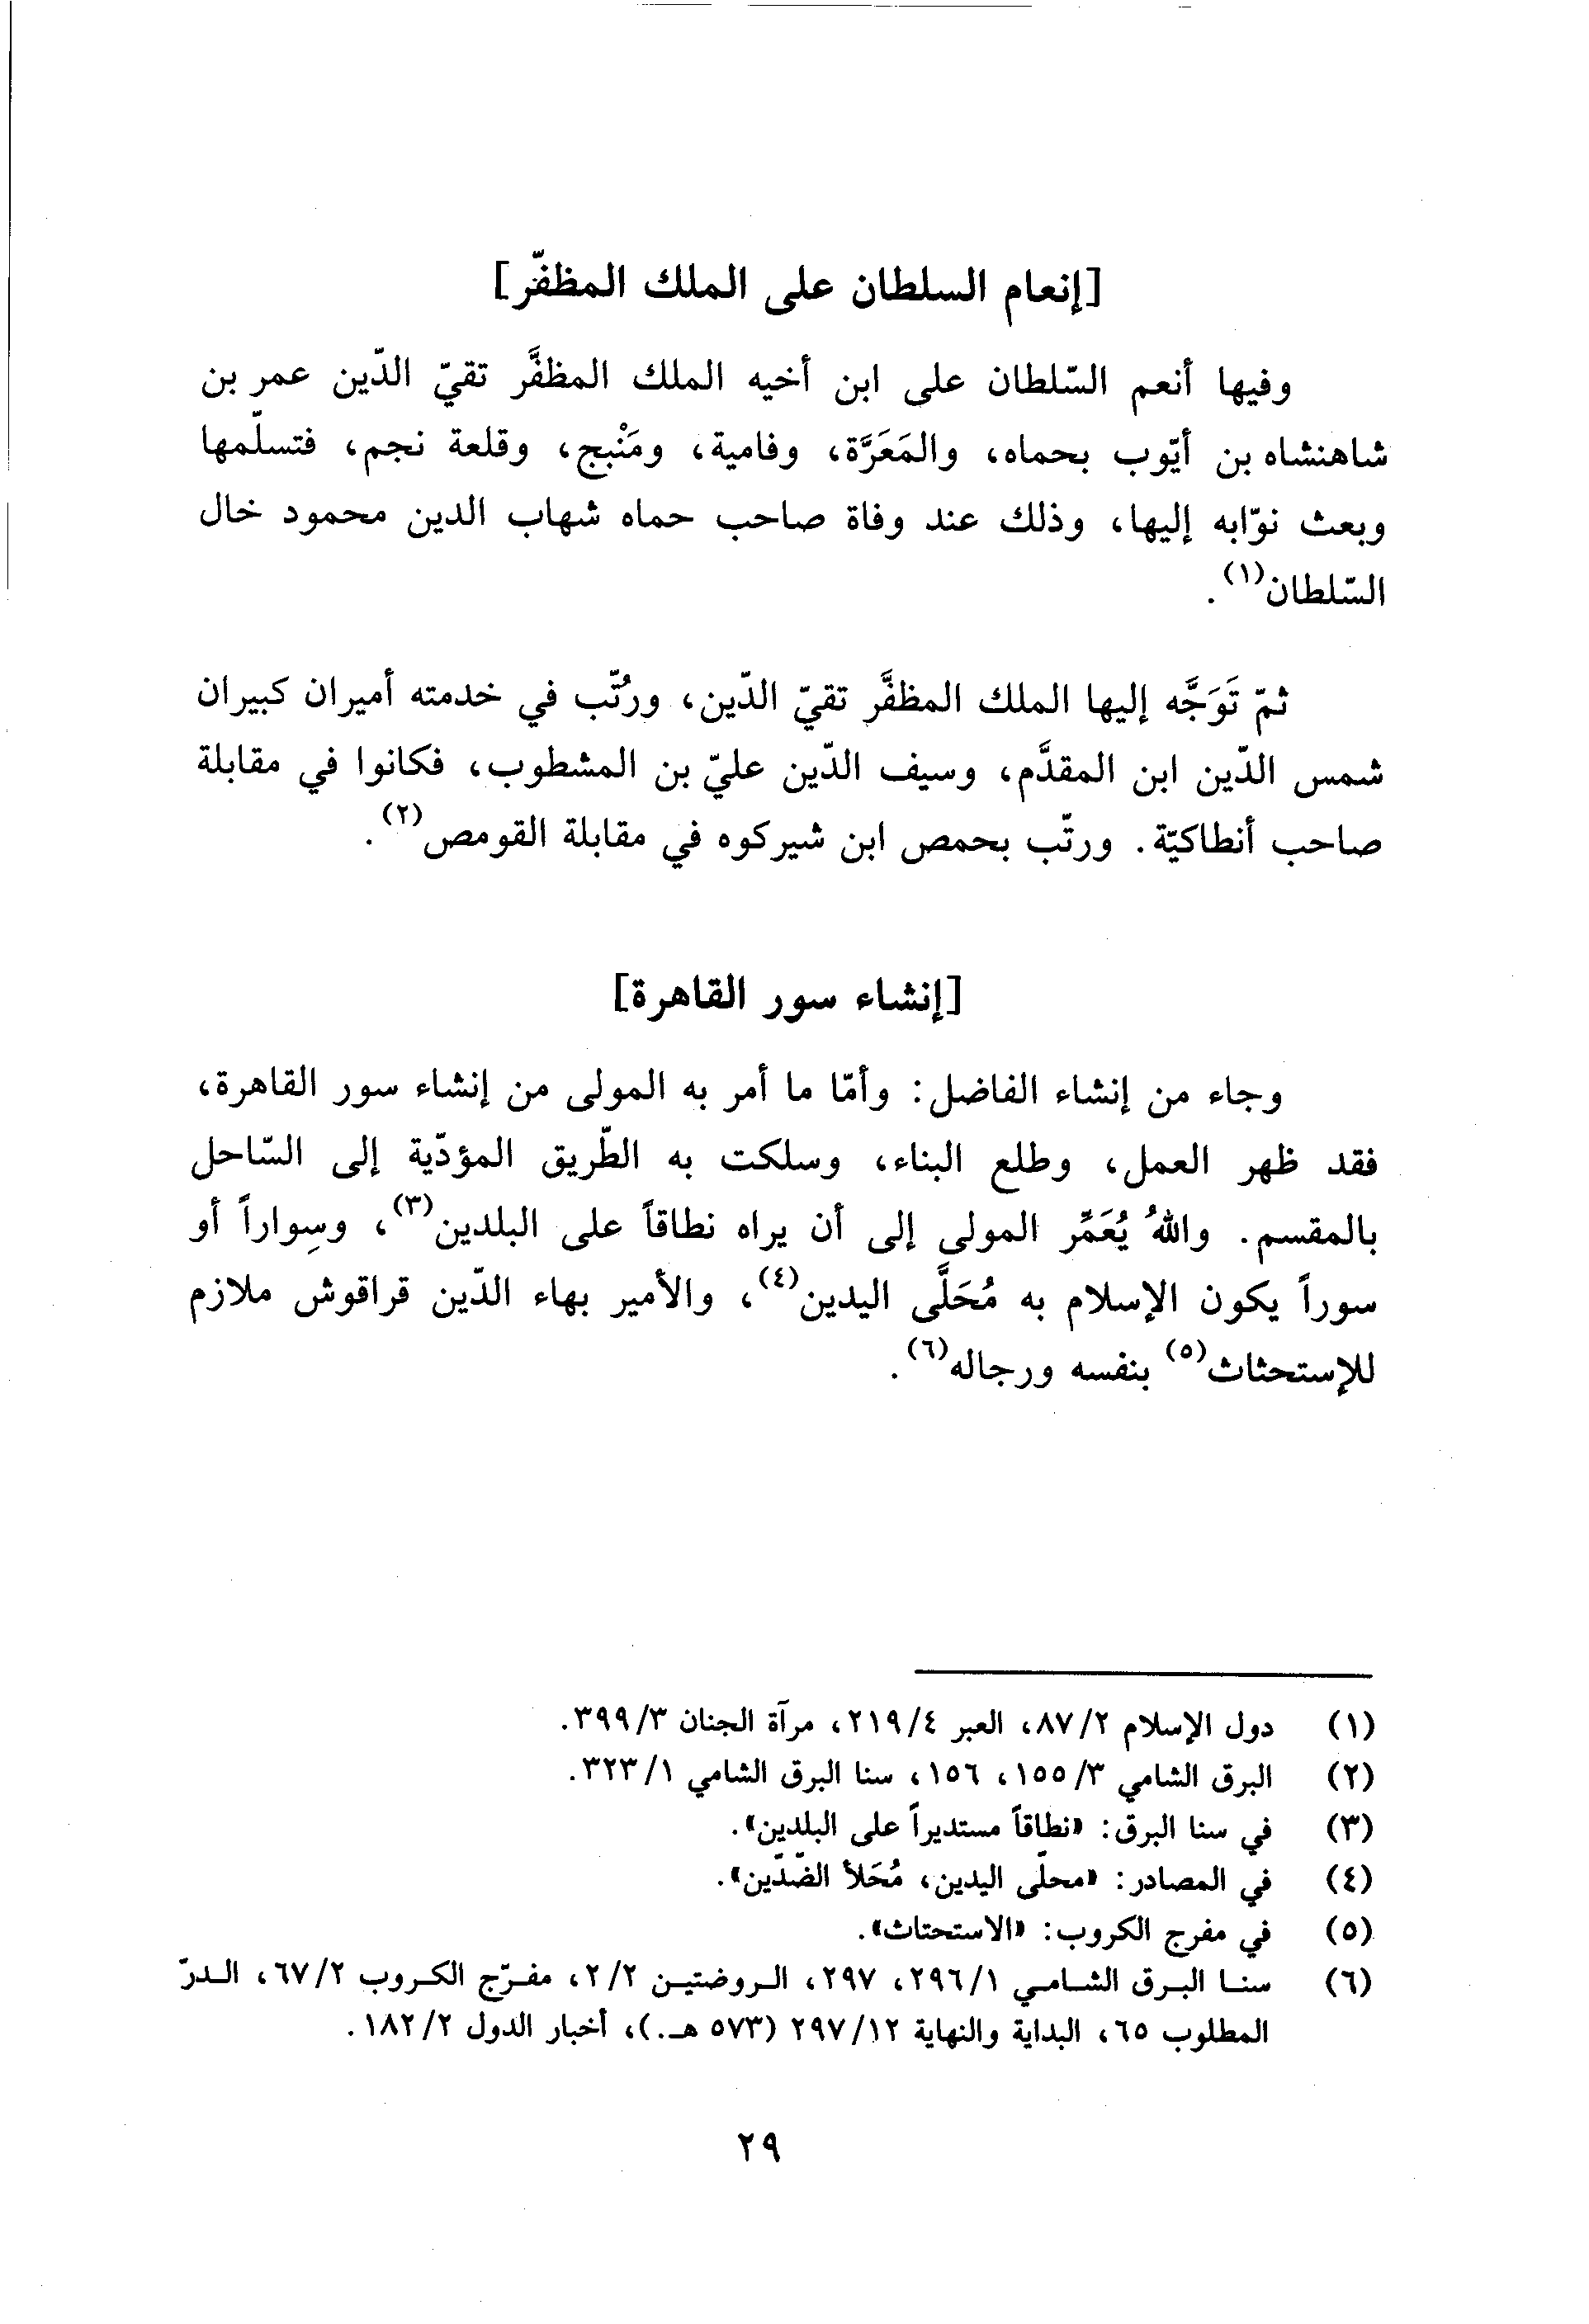 [إنعام السلطان على الملك المظفّر]
وفيها أنعم السّلطان على ابن أخيه الملك المظفَّر تقيّ الدّين عمر بن
شاهنشاه بن أيّوب بحماه، والمَعَرَّة، وفامية، ومَنْبج، وقلعة نجم، فتسلّمها
وبعث نوّابه إليها، وذلك عند وفاة صاحب حماه شهاب الدين محمود خال
السّلطان(١).
ثمّ تَوَجَّه إليها الملك المظفَّر تقيّ الدّين، ورُتّب في خدمته أميران كبيران
شمس الدّين ابن المقدَّم، وسيف الدّين عليّ بن المشطوب، فكانوا في مقابلة
صاحب أنطاكيّة. ورتّب بحمص ابن شيركوه في مقابلة القومص(٢).
[إنشاء سور القاهرة]
وجاء من إنشاء الفاضل: وأمّا ما أمر به المولى من إنشاء سور القاهرة،
فقد ظهر العمل، وطلع البناء، وسلكت به الطّريق المؤدّية إلى السّاحل
بالمقسم. واللهُ يُعَمِّر المولى إلى أن يراه نطاقاً على البلدين(٣)، وسِواراً أو
سوراً يكون الإسلام به مُحَلَّى اليدين(٤)، والأمير بهاء الدّين قراقوش ملازم
للإستحثاث(٥) بنفسه ورجاله(٦).
(١) دول الإسلام ٨٧/٢، العبر ٢١٩/٤، مرآة الجنان ٣٩٩/٣.
(٢) البرق الشامي ١٥٥/٣، ١٥٦، سنا البرق الشامي ٣٢٣/١.
(٣) في سنا البرق: «نطاقاً مستديراً على البلدين».
(٤) في المصادر: «محلّى اليدين، مُحَلأ الضّدّين».
(٥) في مفرج الكروب: «الاستحتاث».
(٦) سنا البرق الشامي ٢٩٦/١، ٢٩٧، الروضتين ٢/٢، مفرّج الكروب ٦٧/٢، الدرّ
المطلوب ٦٥، البداية والنهاية ٢٩٧/١٢ (٥٧٣ هـ.)، أخبار الدول ١٨٢/٢.
٢٩